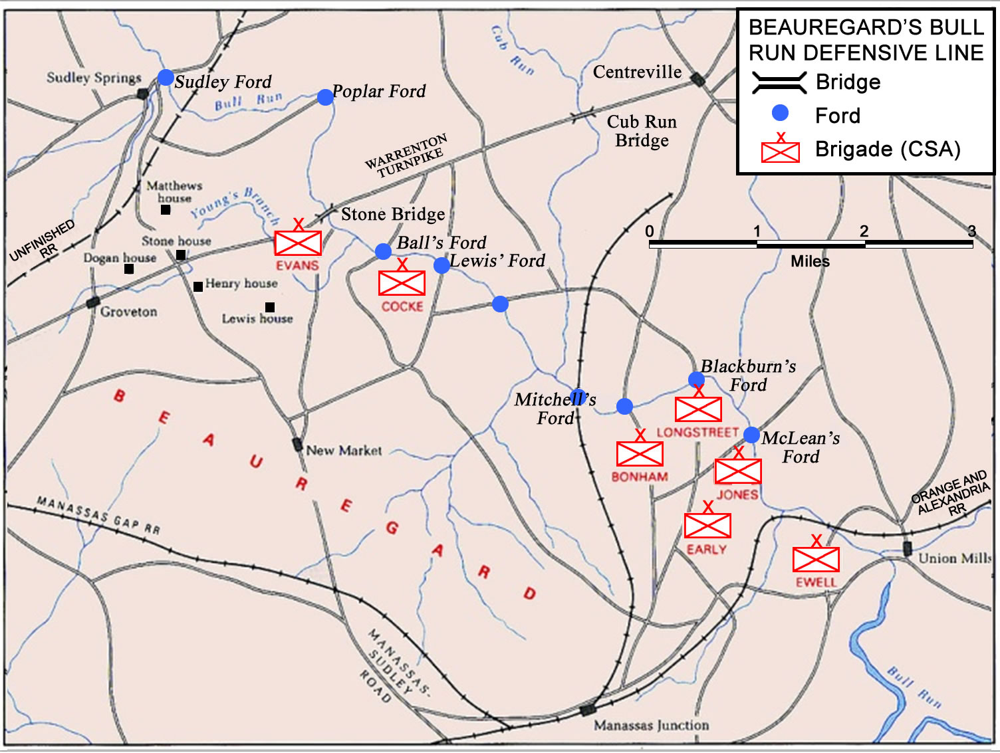 BEAUREGARD'S BULL
RUN DEFENSIVE LINE
Bridge
Ford
Brigade (CSA)
Cub Run
Centreville
Sudley Springs
Sudley Ford
Bull Run
Poplar Ford
Cub Run
Bridge
WARRENTON
TURNPIKE
Matthews
house
Young's Branch
Stone Bridge
UNFINISHED
RR
Stone house
Dogan house
EVANS
Ball's Ford
Lewis' Ford
0 1 2 3
Miles
Henry house
Groveton
Lewis house
COCKE
Blackburn's
Ford
Mitchell's
Ford
LONGSTREET
McLean's
Ford
New Market
BONHAM
JONES
BEAUREGARD
MANASSAS GAP RR
ORANGE AND
ALEXANDRIA
RR
EARLY
EWELL
Union Mills
MANASSAS-
SUDLEY
ROAD
Bull Run
Manassas Junction